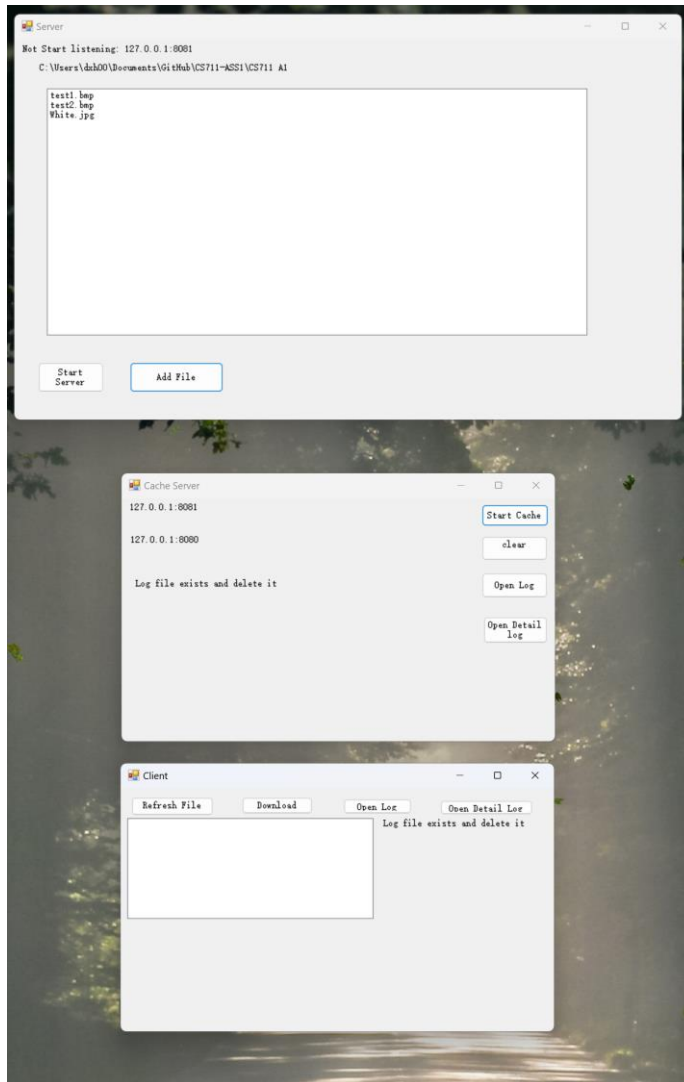 Server
Not Start listening: 127.0.0.1:8081
C:\Users\dxh00\Documents\GitHub\CS711-ASS1\CS711 A1
test1.bmp
test2.bmp
White.jpg
Start
Server
Add File
Cache Server
127.0.0.1:8081
Start Cache
127.0.0.1:8080
clear
Log file exists and delete it
Open Log
Open Detail
log
Client
Refresh File
Download
Open Log
Open Detail Log
Log file exists and delete it